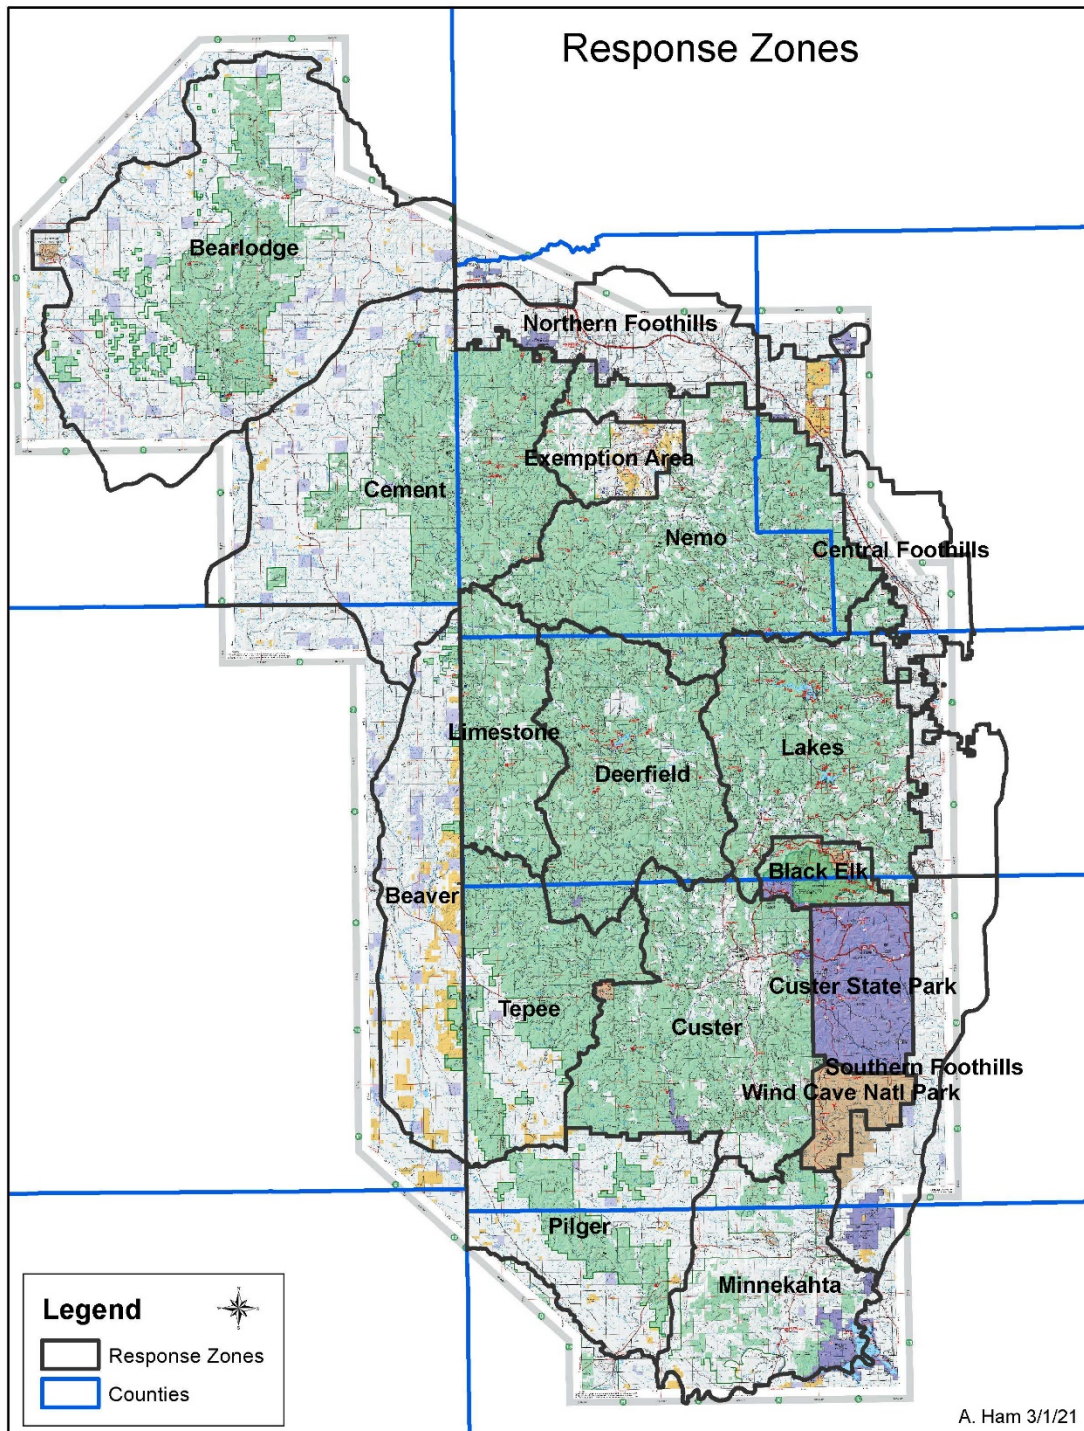 Response Zones
Bearlodge
Northern Foothills
Exemption Area
Cement
Nemo
Central Foothills
Limestone
Lakes
Deerfield
Black Elk
Beaver
Custer State Park
Tepee
Custer
Southern Foothills
Wind Cave Natl Park
Pilger
Minnekahta
Legend
Response Zones
Counties
A. Ham 3/1/21